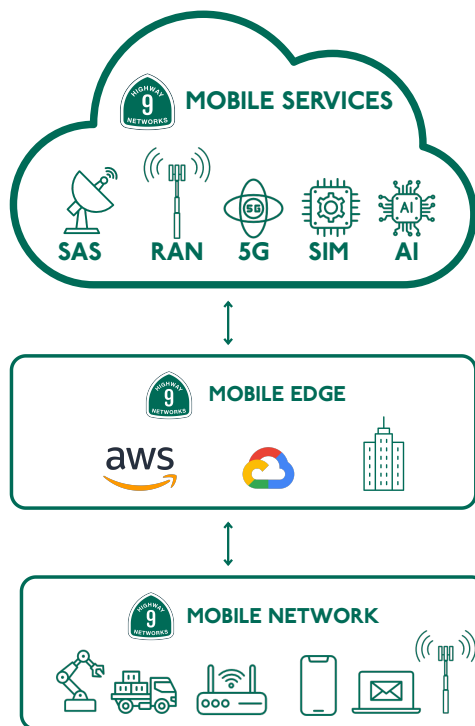 HIGHWAY
9
NETWORKS
MOBILE SERVICES
5G
AI
SAS
RAN
5G
SIM
AI
HIGHWAY
9
NETWORKS
MOBILE EDGE
aws
HIGHWAY
9
NETWORKS
MOBILE NETWORK